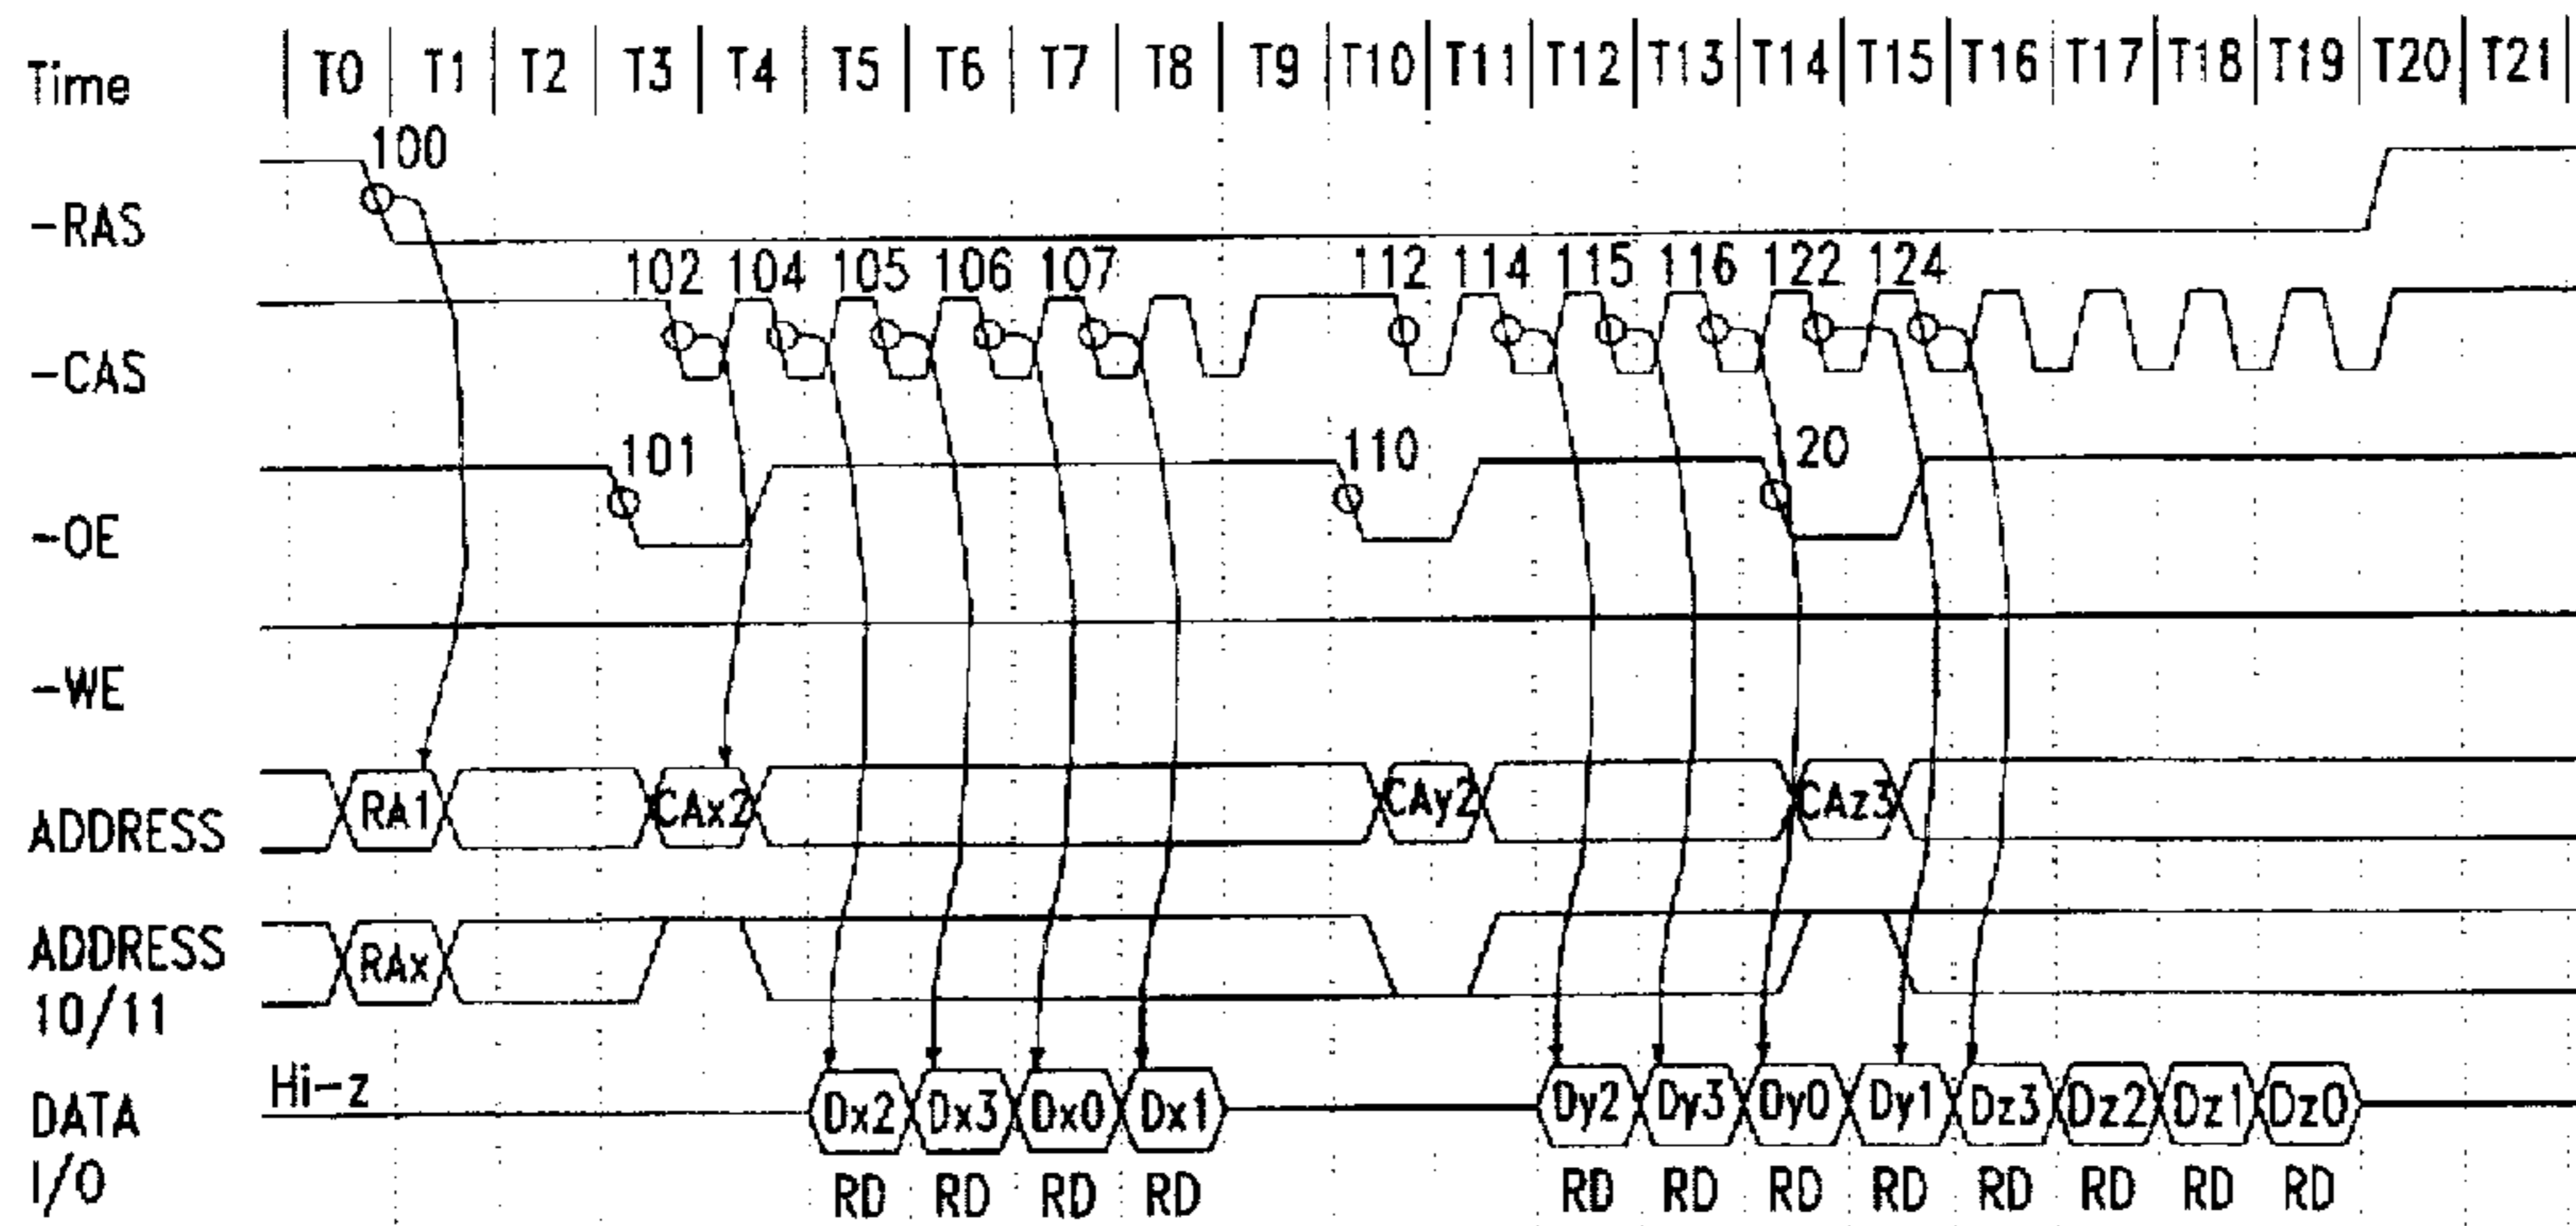 Time T0 T1 T2 T3 T4 T5 T6 T7 T8 T9 T10 T11 T12 T13 T14 T15 T16 T17 T18 T19 T20 T21
100
-RAS
102 104 105 106 107 112 114 115 116 122 124
-CAS
101 110 20
-OE
-WE
ADDRESS RA1 CAx2 CAy2 CAz3
ADDRESS RAx
10/11
Hi-z
DATA Dx2 Dx3 Dx0 Dx1 Dy2 Dy3 Dy0 Dy1 Dz3 Dz2 Dz1 Dz0
I/O RD RD RD RD RD RD RD RD RD RD RD RD